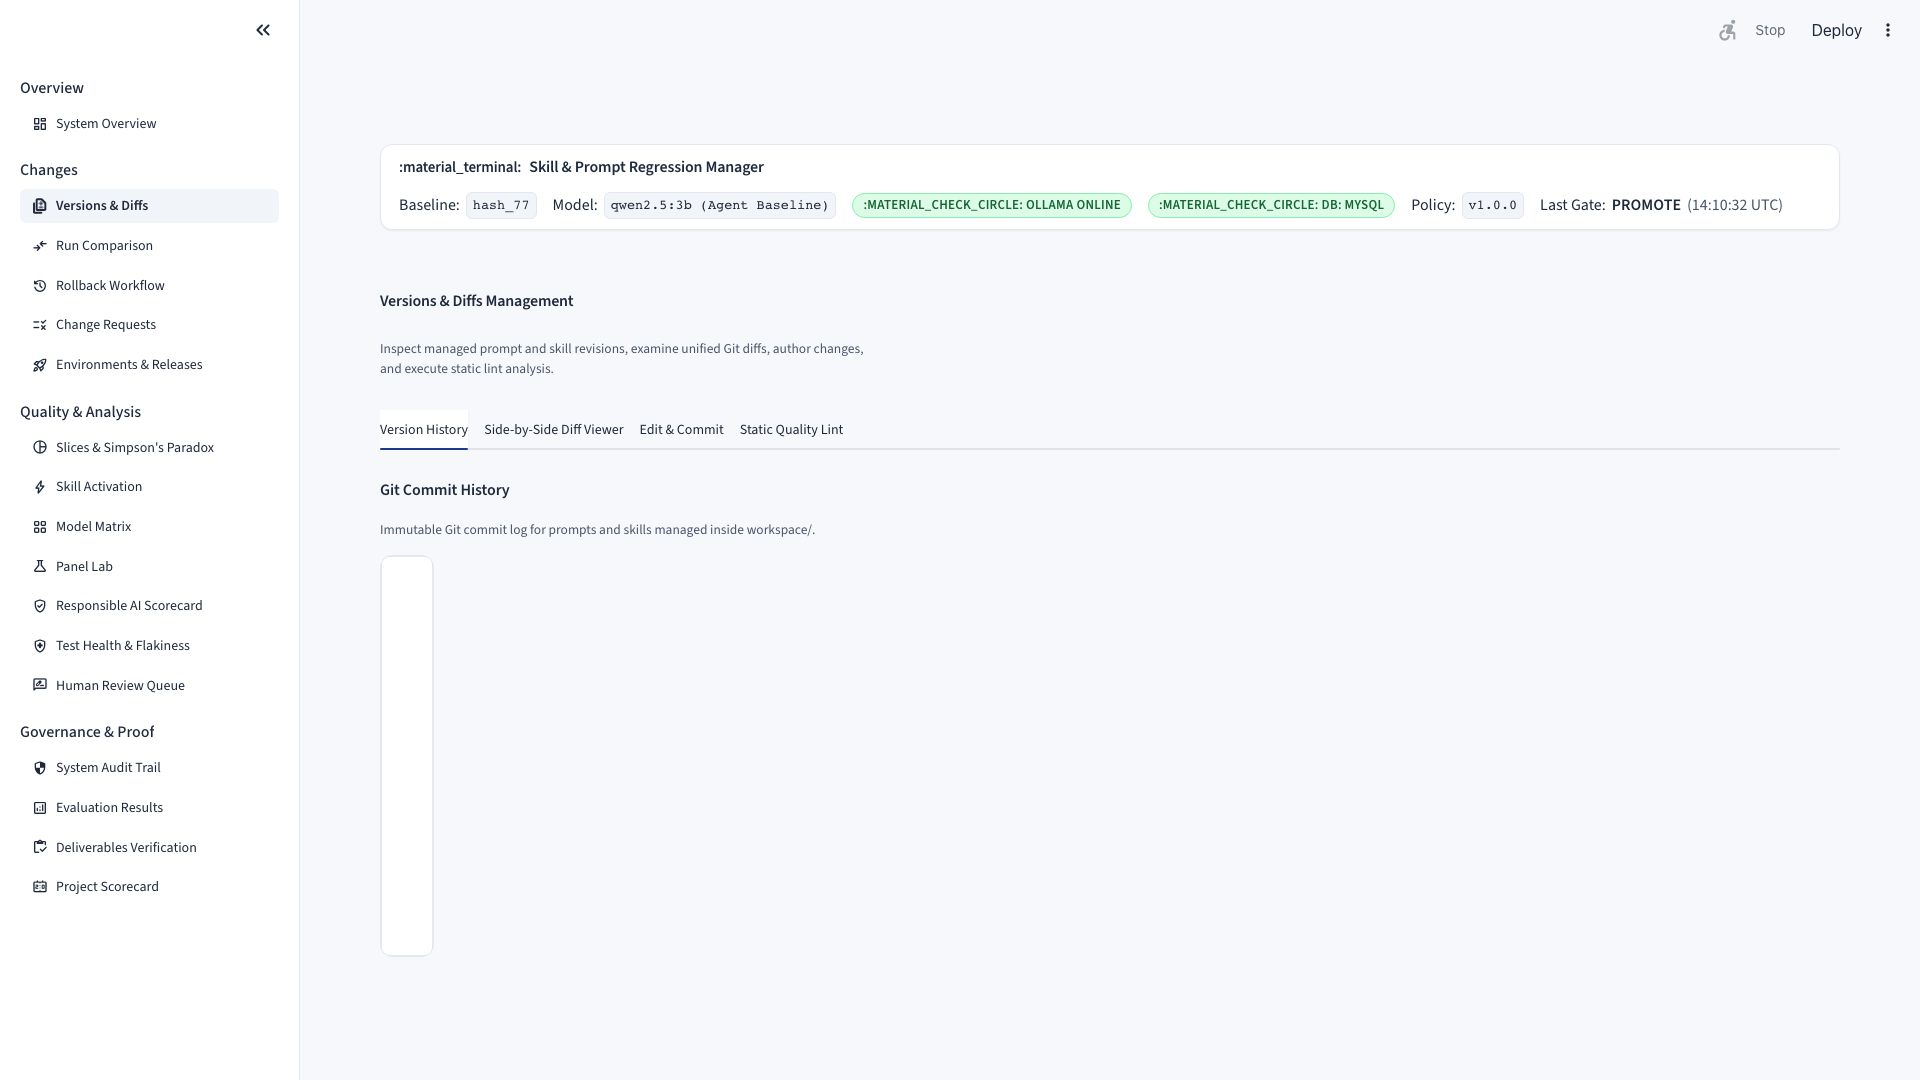 Stop
Deploy
Overview
System Overview
Changes
Versions & Diffs
Run Comparison
Rollback Workflow
Change Requests
Environments & Releases
Quality & Analysis
Slices & Simpson's Paradox
Skill Activation
Model Matrix
Panel Lab
Responsible AI Scorecard
Test Health & Flakiness
Human Review Queue
Governance & Proof
System Audit Trail
Evaluation Results
Deliverables Verification
Project Scorecard
:material_terminal: Skill & Prompt Regression Manager
Baseline: hash_77 Model: qwen2.5:3b (Agent Baseline) :MATERIAL_CHECK_CIRCLE: OLLAMA ONLINE :MATERIAL_CHECK_CIRCLE: DB: MYSQL Policy: v1.0.0 Last Gate: PROMOTE (14:10:32 UTC)
Versions & Diffs Management
Inspect managed prompt and skill revisions, examine unified Git diffs, author changes,
and execute static lint analysis.
Version History Side-by-Side Diff Viewer Edit & Commit Static Quality Lint
Git Commit History
Immutable Git commit log for prompts and skills managed inside workspace/.